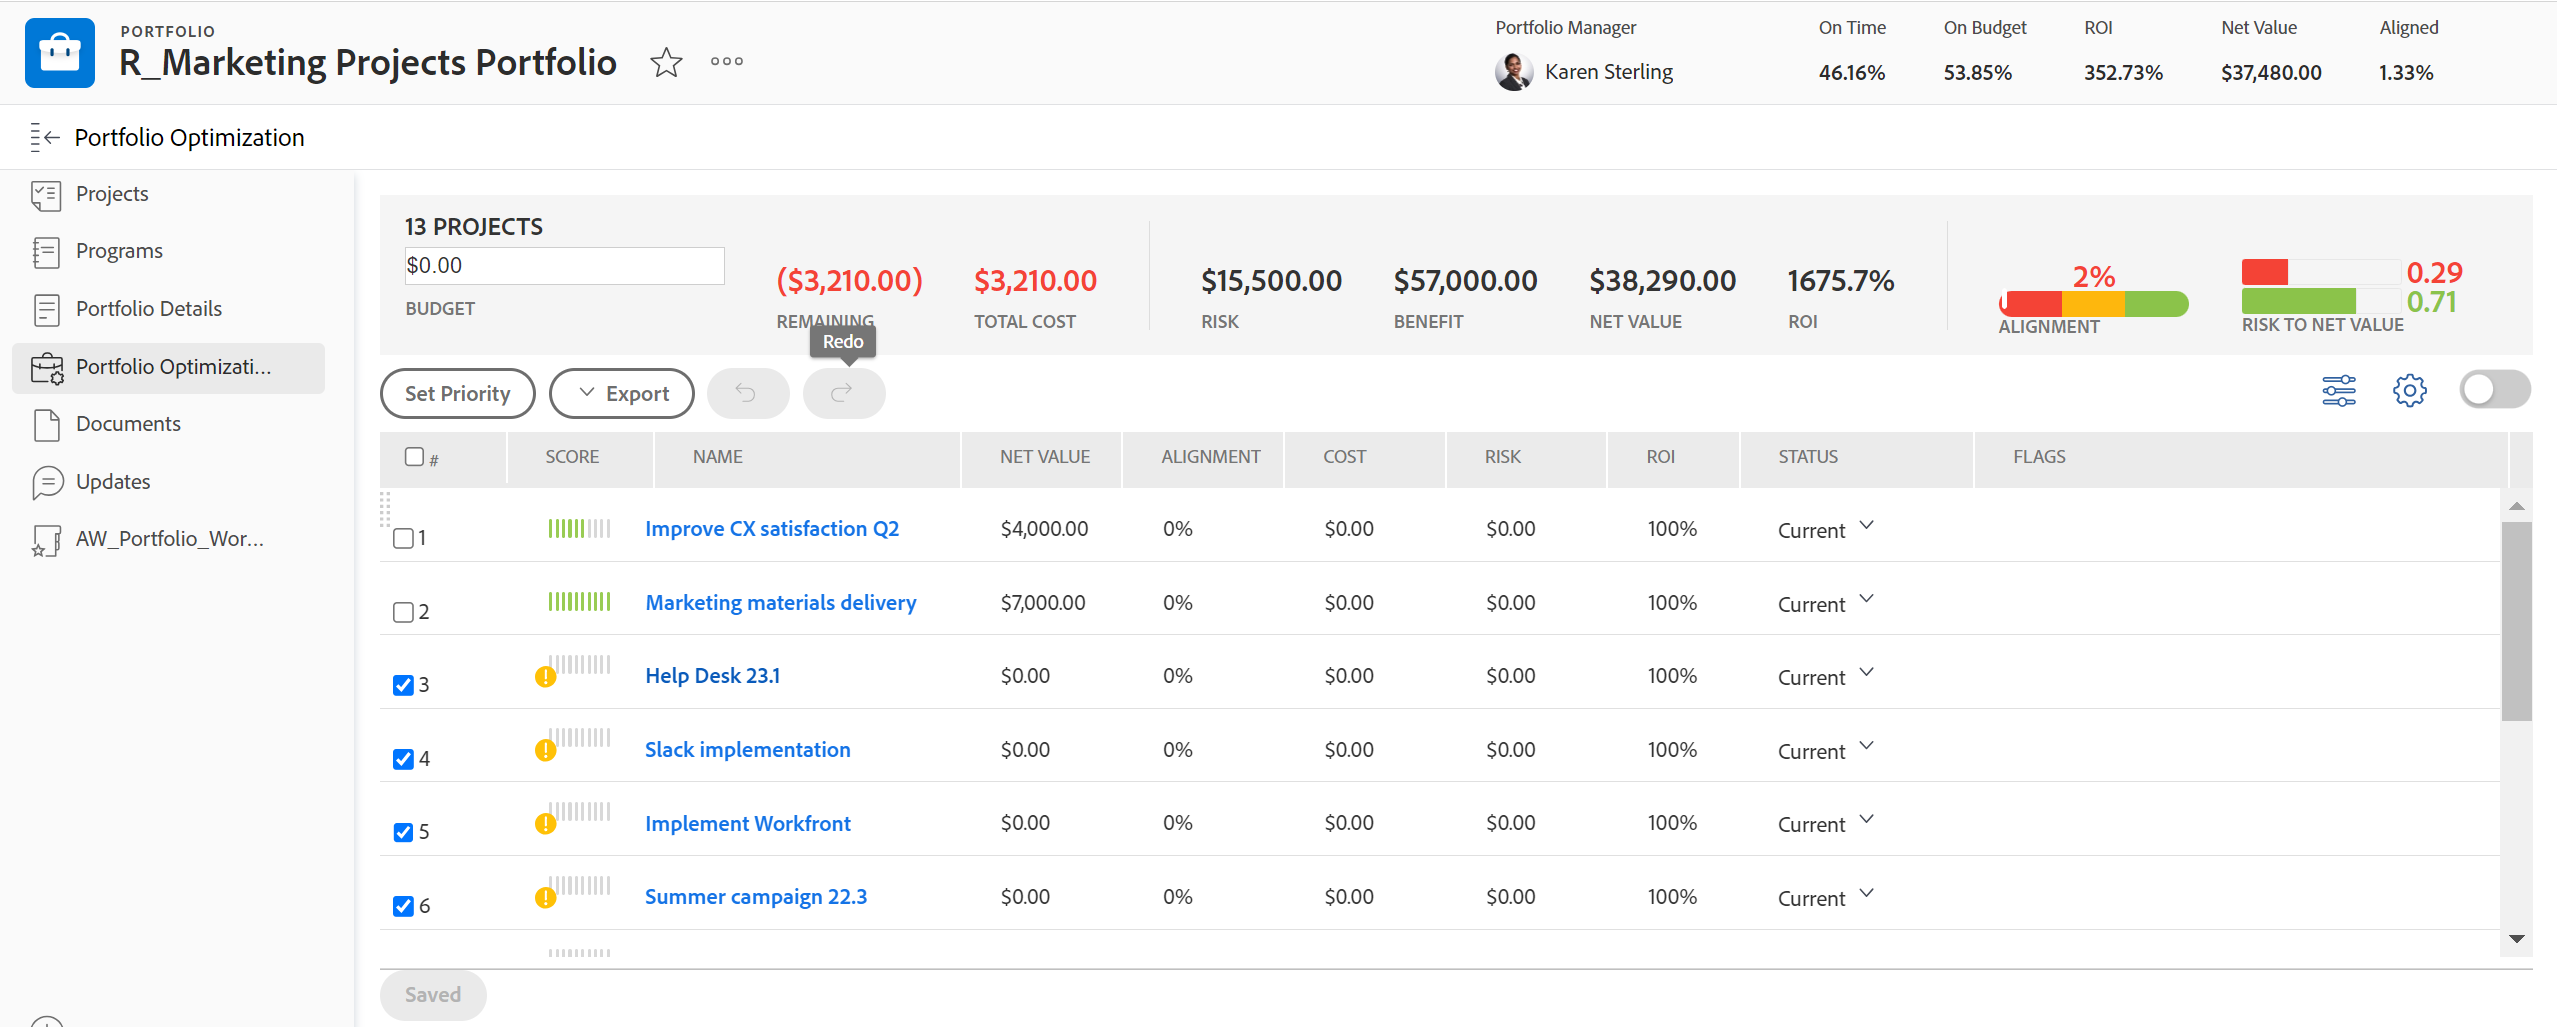 PORTFOLIO
R_Marketing Projects Portfolio
Portfolio Manager
Karen Sterling
On Time
46.16%
On Budget
53.85%
ROI
352.73%
Net Value
$37,480.00
Aligned
1.33%
Portfolio Optimization
Projects
Programs
Portfolio Details
Portfolio Optimizati...
Documents
Updates
AW_Portfolio_Wor...
13 PROJECTS
$0.00
BUDGET
($3,210.00)
REMAINING
$3,210.00
TOTAL COST
$15,500.00
RISK
$57,000.00
BENEFIT
$38,290.00
NET VALUE
1675.7%
ROI
2%
ALIGNMENT
0.29
0.71
RISK TO NET VALUE
Redo
Set Priority
Export
# SCORE NAME NET VALUE ALIGNMENT COST RISK ROI STATUS FLAGS
1 Improve CX satisfaction Q2 $4,000.00 0% $0.00 $0.00 100% Current
2 Marketing materials delivery $7,000.00 0% $0.00 $0.00 100% Current
3 Help Desk 23.1 $0.00 0% $0.00 $0.00 100% Current
4 Slack implementation $0.00 0% $0.00 $0.00 100% Current
5 Implement Workfront $0.00 0% $0.00 $0.00 100% Current
6 Summer campaign 22.3 $0.00 0% $0.00 $0.00 100% Current
Saved